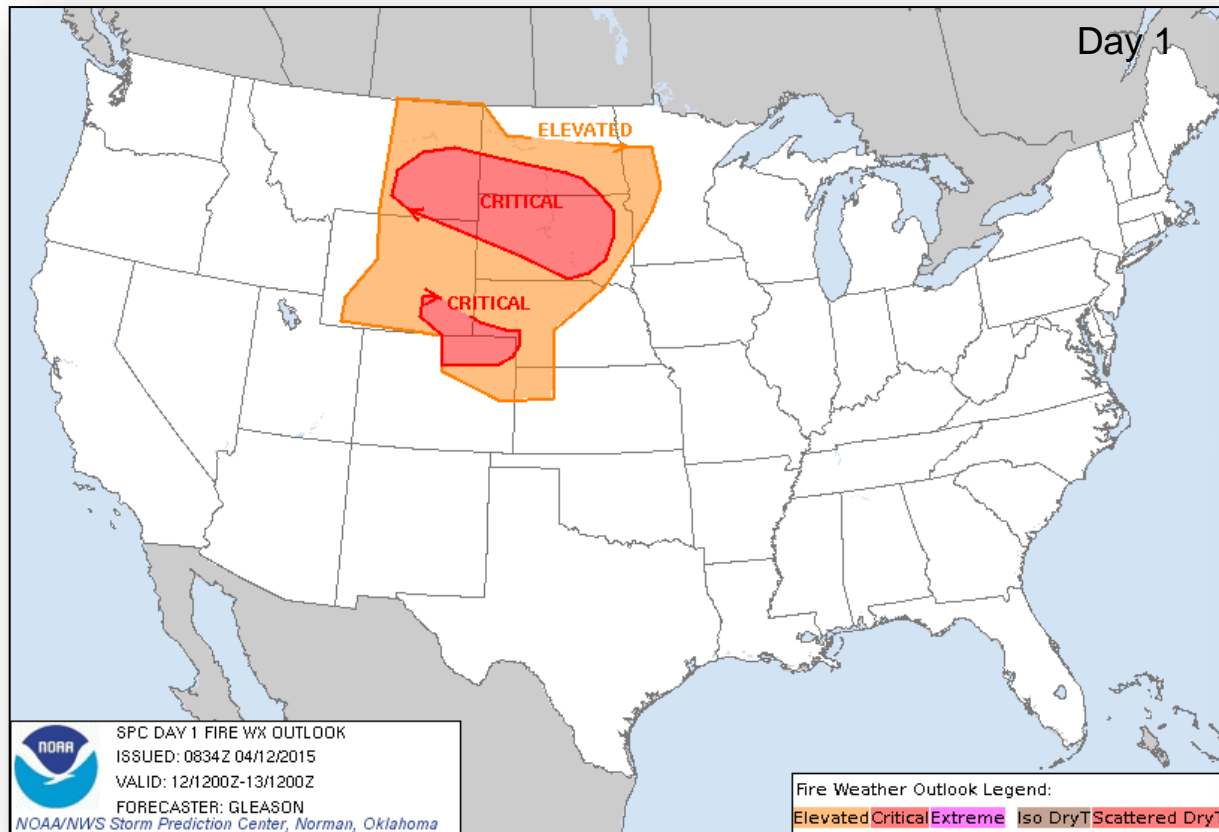 Day 1
ELEVATED
CRITICAL
CRITICAL
NOAA
SPC DAY 1 FIRE WX OUTLOOK
ISSUED: 0834Z 04/12/2015
VALID: 12/1200Z-13/1200Z
FORECASTER: GLEASON
NOAA/NWS Storm Prediction Center, Norman, Oklahoma
Fire Weather Outlook Legend:
Elevated Critical Extreme Iso DryT Scattered DryT